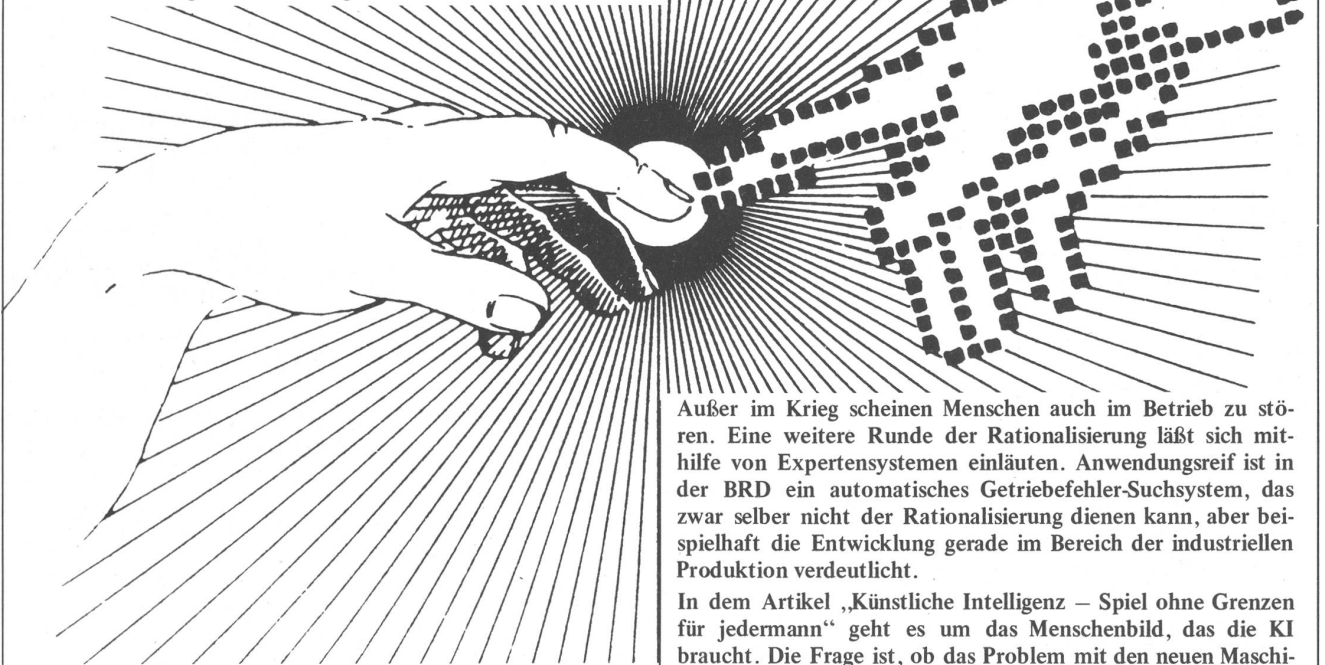 Außer im Krieg scheinen Menschen auch im Betrieb zu stö-
ren. Eine weitere Runde der Rationalisierung läßt sich mit-
hilfe von Expertensystemen einläuten. Anwendungsreif ist in
der BRD ein automatisches Getriebefehler-Suchsystem, das
zwar selber nicht der Rationalisierung dienen kann, aber bei-
spielhaft die Entwicklung gerade im Bereich der industriellen
Produktion verdeutlicht.
In dem Artikel „Künstliche Intelligenz – Spiel ohne Grenzen
für jedermann“ geht es um das Menschenbild, das die KI
braucht. Die Frage ist, ob das Problem mit den neuen Maschi-